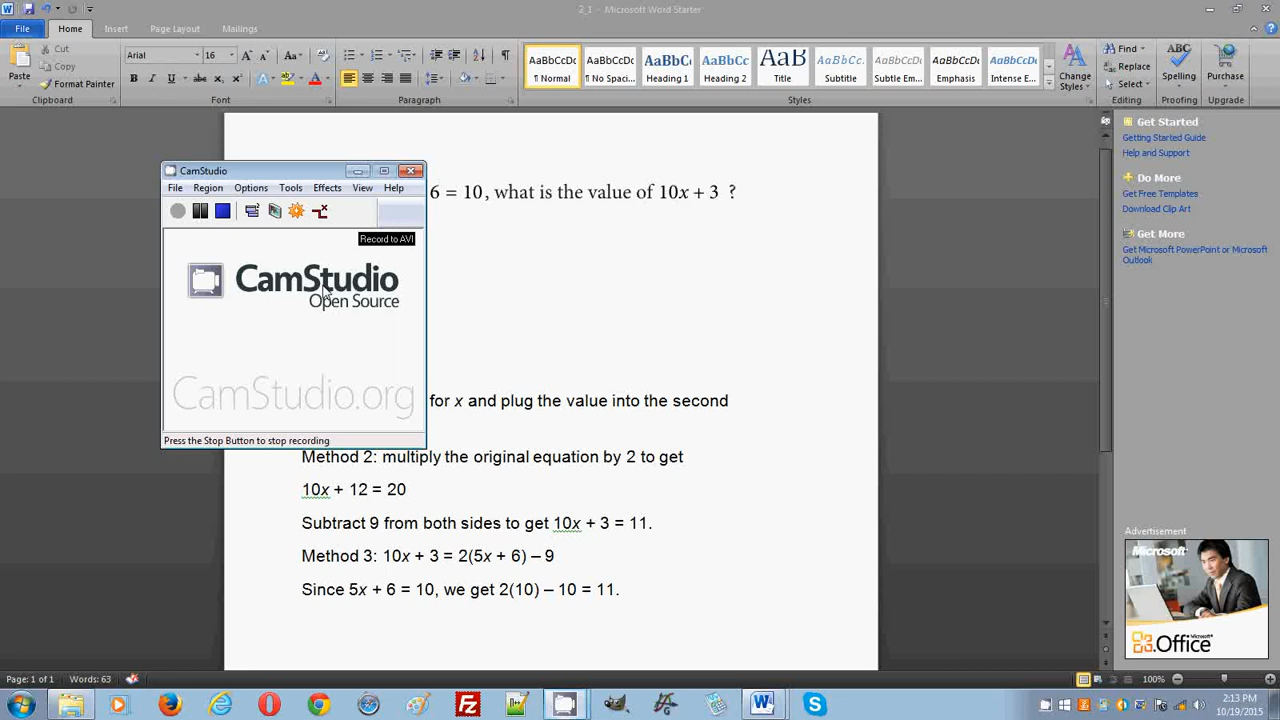 2_1 - Microsoft Word Starter
File
Home
Insert
Page Layout
Mailings
Paste
Cut
Copy
Format Painter
Clipboard
Arial
16
Font
Paragraph
AaBbCcDc
¶ Normal
AaBbCcDc
¶ No Spaci...
AaBbC
Heading 1
AaBbCc
Heading 2
AaB
Title
AaBbCc.
Subtitle
AaBbCcDc
Subtle Em...
AaBbCcDc
Emphasis
AaBbCcDc
Intense E...
Styles
Change
Styles
Find
Replace
Select
Editing
Spelling
Proofing
Purchase
Upgrade
CamStudio
File Region Options Tools Effects View Help
Record to AVI
CamStudio
Open Source
CamStudio.org
Press the Stop Button to stop recording
6 = 10, what is the value of 10x + 3 ?
for x and plug the value into the second
Method 2: multiply the original equation by 2 to get
10x + 12 = 20
Subtract 9 from both sides to get 10x + 3 = 11.
Method 3: 10x + 3 = 2(5x + 6) – 9
Since 5x + 6 = 10, we get 2(10) – 10 = 11.
Get Started
Getting Started Guide
Help and Support
Do More
Get Free Templates
Download Clip Art
Get More
Get Microsoft PowerPoint or Microsoft
Outlook
Advertisement
Microsoft
Office
Page: 1 of 1
Words: 63
100%
2:13 PM
10/19/2015